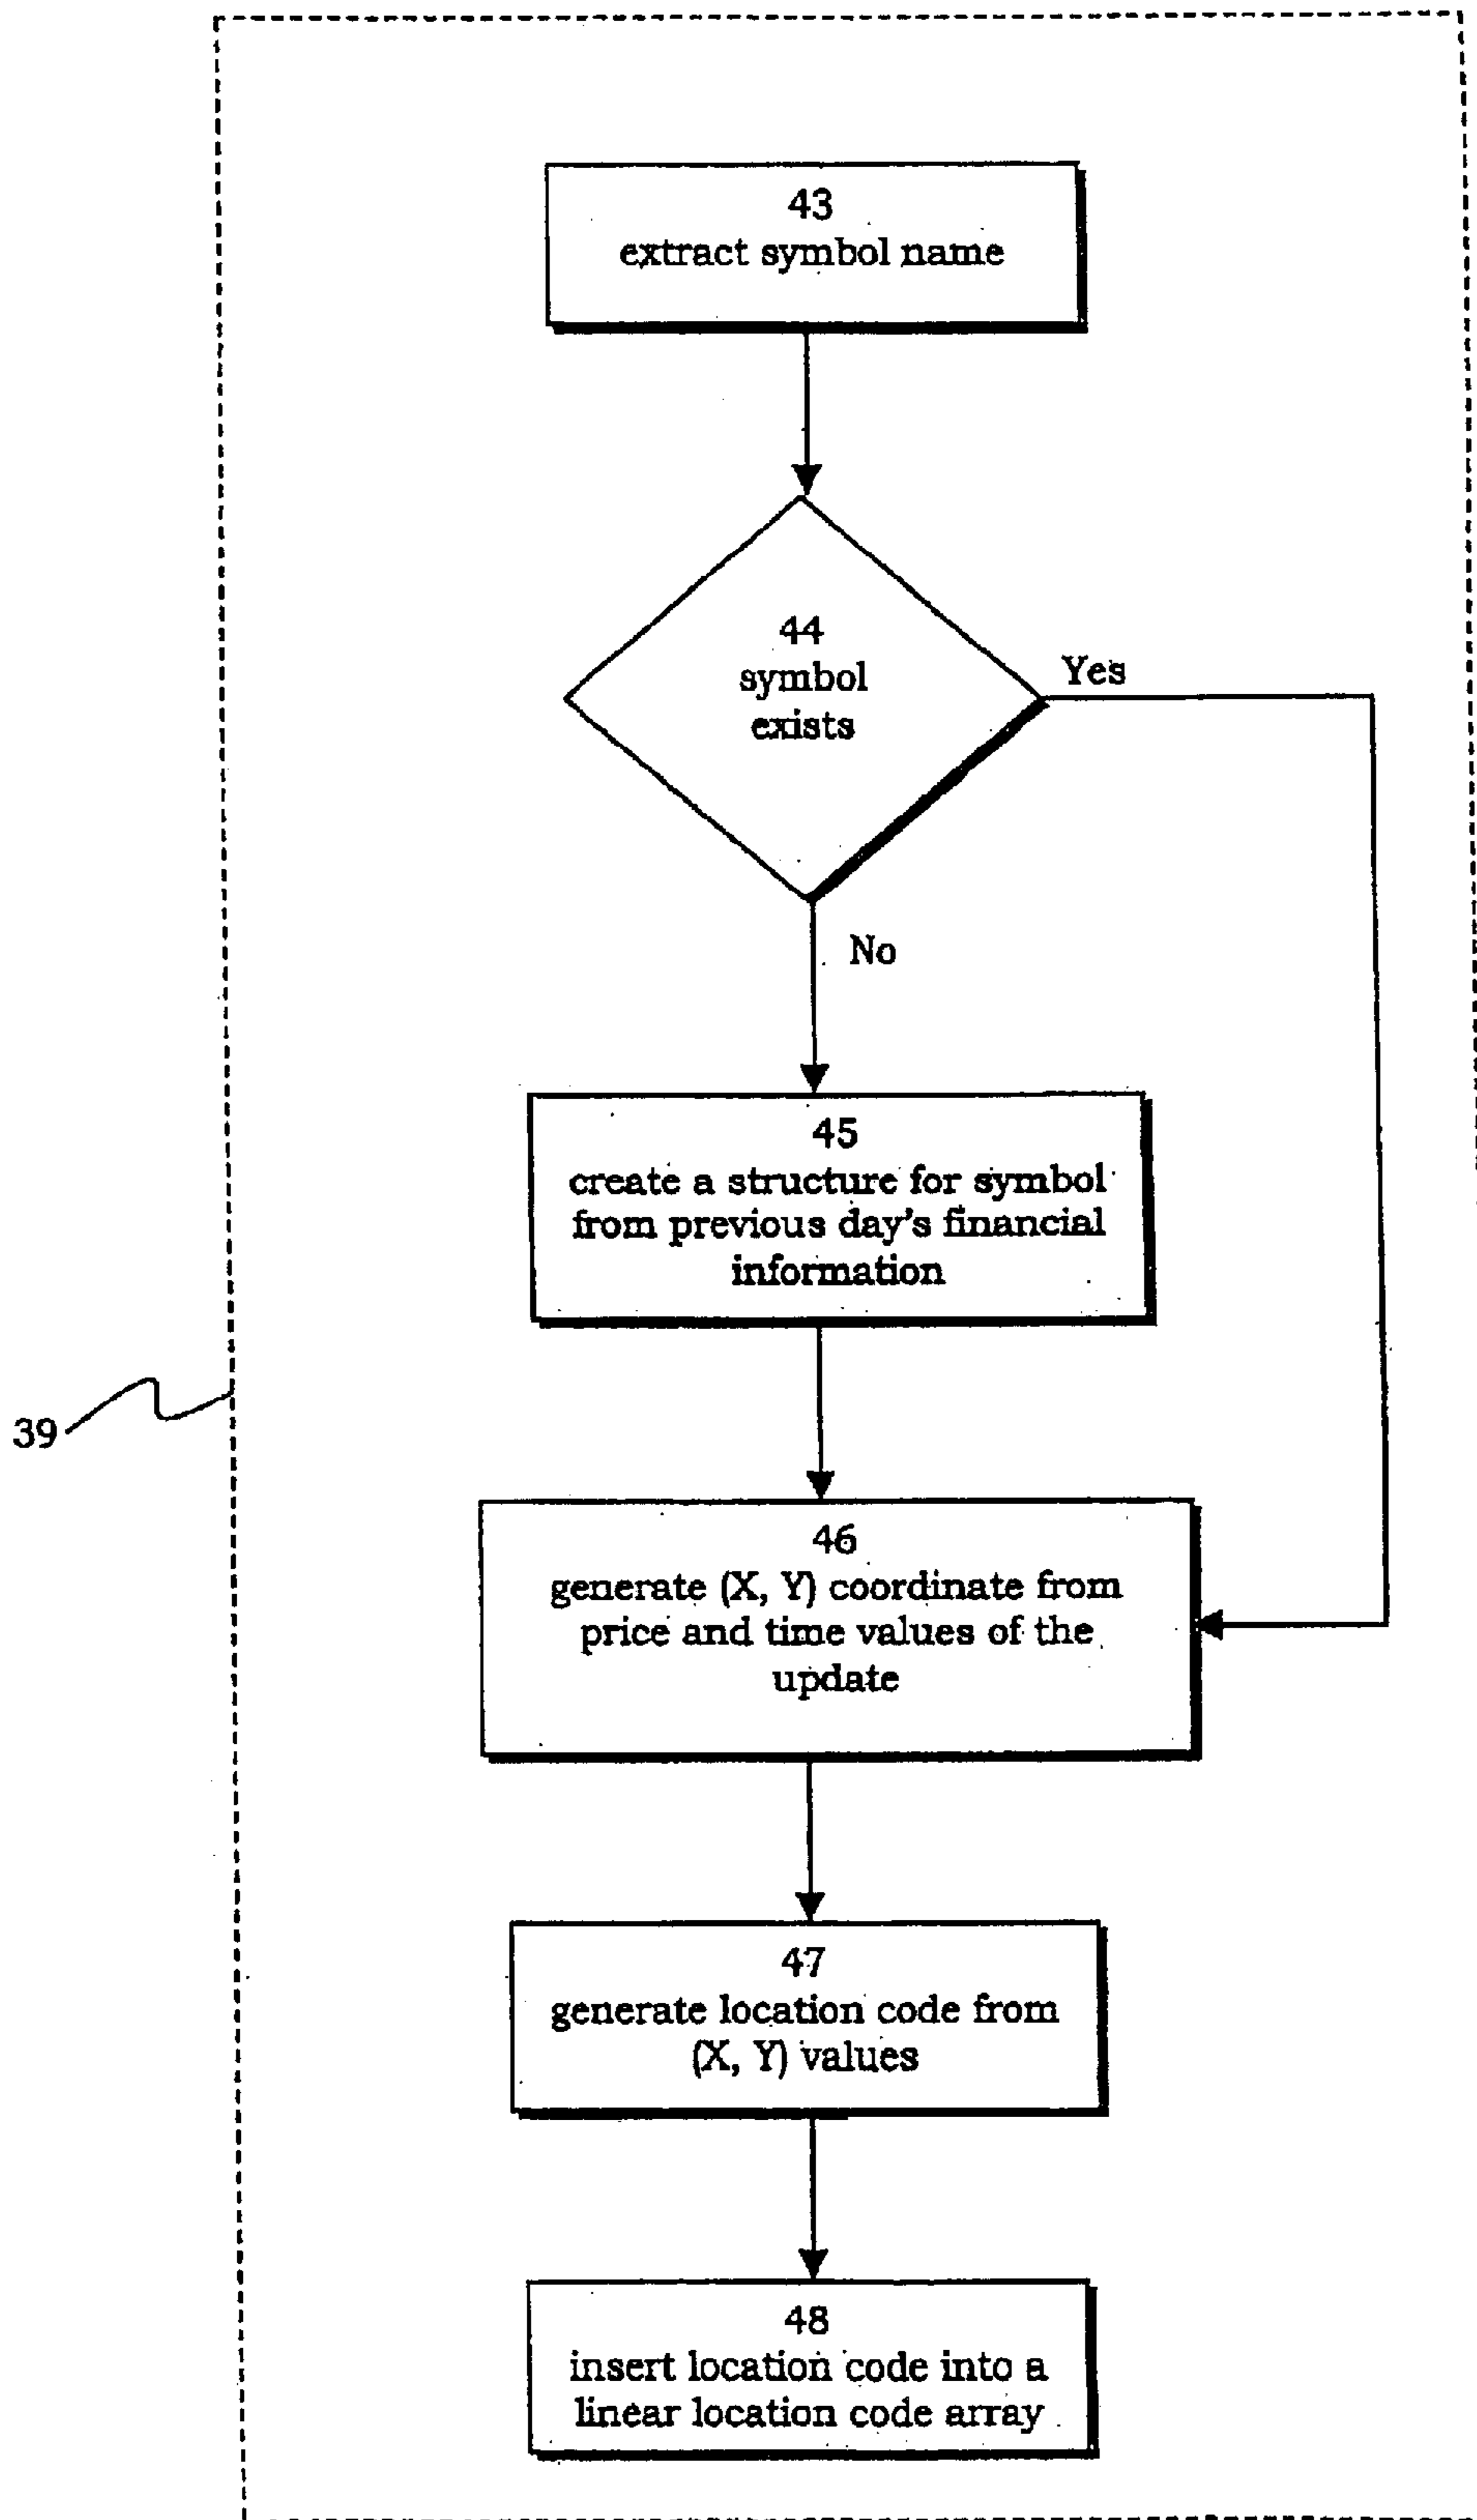 43
extract symbol name
44
symbol
exists
Yes
No
45
create a structure for symbol
from previous day's financial
information
39
46
generate (X, Y) coordinate from
price and time values of the
update
47
generate location code from
(X, Y) values
48
insert location code into a
linear location code array